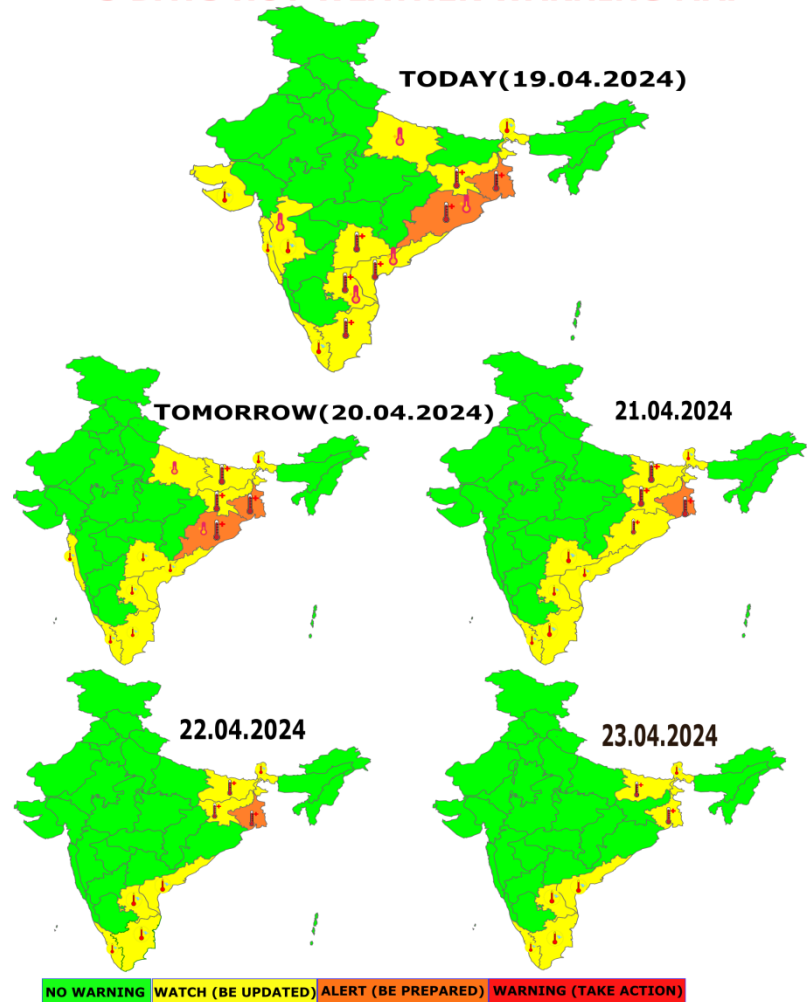 TODAY(19.04.2024)
TOMORROW(20.04.2024)
21.04.2024
22.04.2024
23.04.2024
NO WARNING WATCH (BE UPDATED) ALERT (BE PREPARED) WARNING (TAKE ACTION)